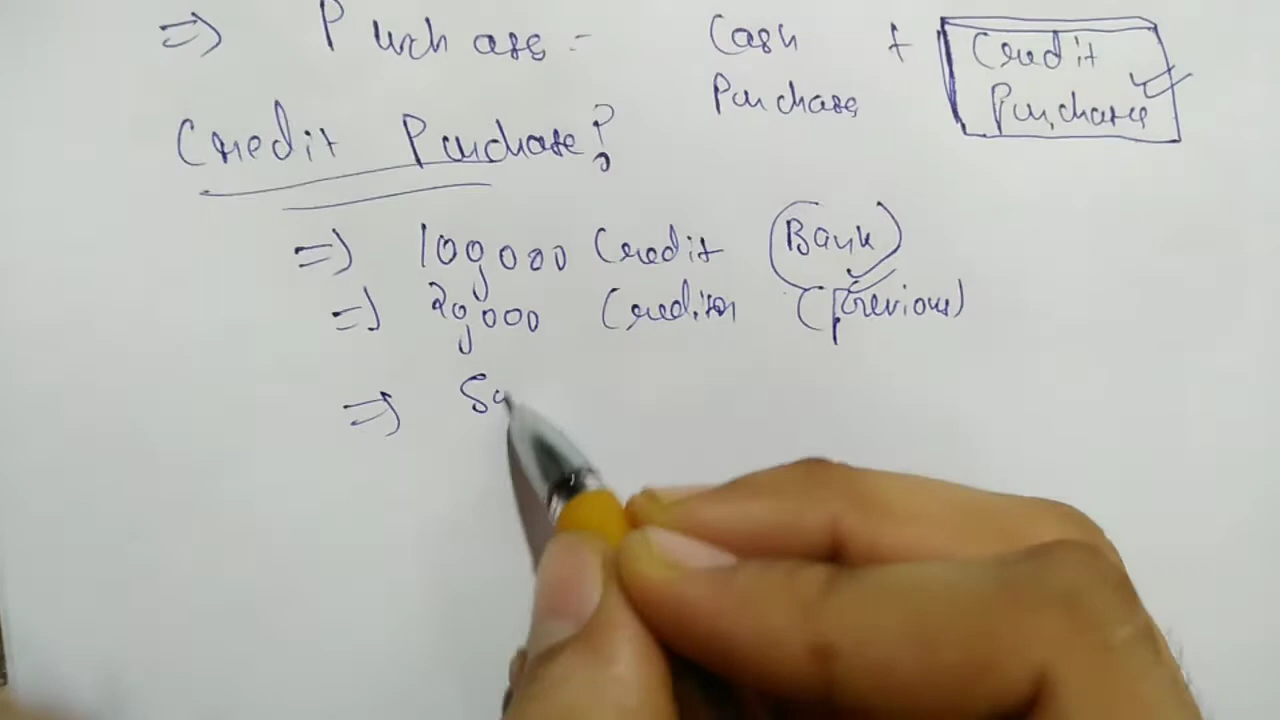 => Purchase = Cash Purchase + Credit Purchase
Credit Purchase?
=> 100,000 Credit (Bank)
=> 20,000 Creditor (previous)
=>